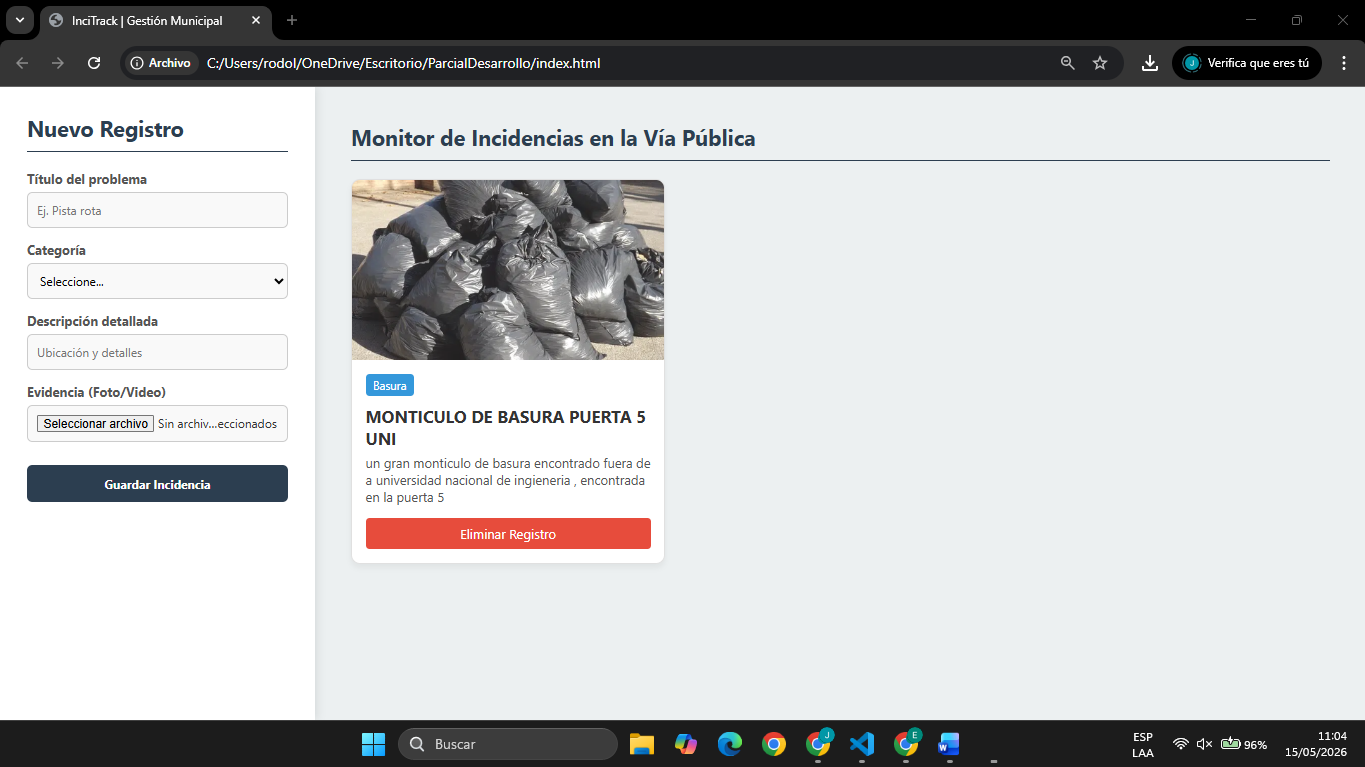 InciTrack | Gestión Municipal
Archivo
C:/Users/rodol/OneDrive/Escritorio/ParcialDesarrollo/index.html
J
Verifica que eres tú
Nuevo Registro
Título del problema
Ej. Pista rota
Categoría
Seleccione...
Descripción detallada
Ubicación y detalles
Evidencia (Foto/Video)
Seleccionar archivo Sin archiv...eccionados
Guardar Incidencia
Monitor de Incidencias en la Vía Pública
Basura
MONTICULO DE BASURA PUERTA 5
UNI
un gran monticulo de basura encontrado fuera de
a universidad nacional de ingieneria , encontrada
en la puerta 5
Eliminar Registro
Buscar
J
E
ESP
LAA
96%
11:04
15/05/2026